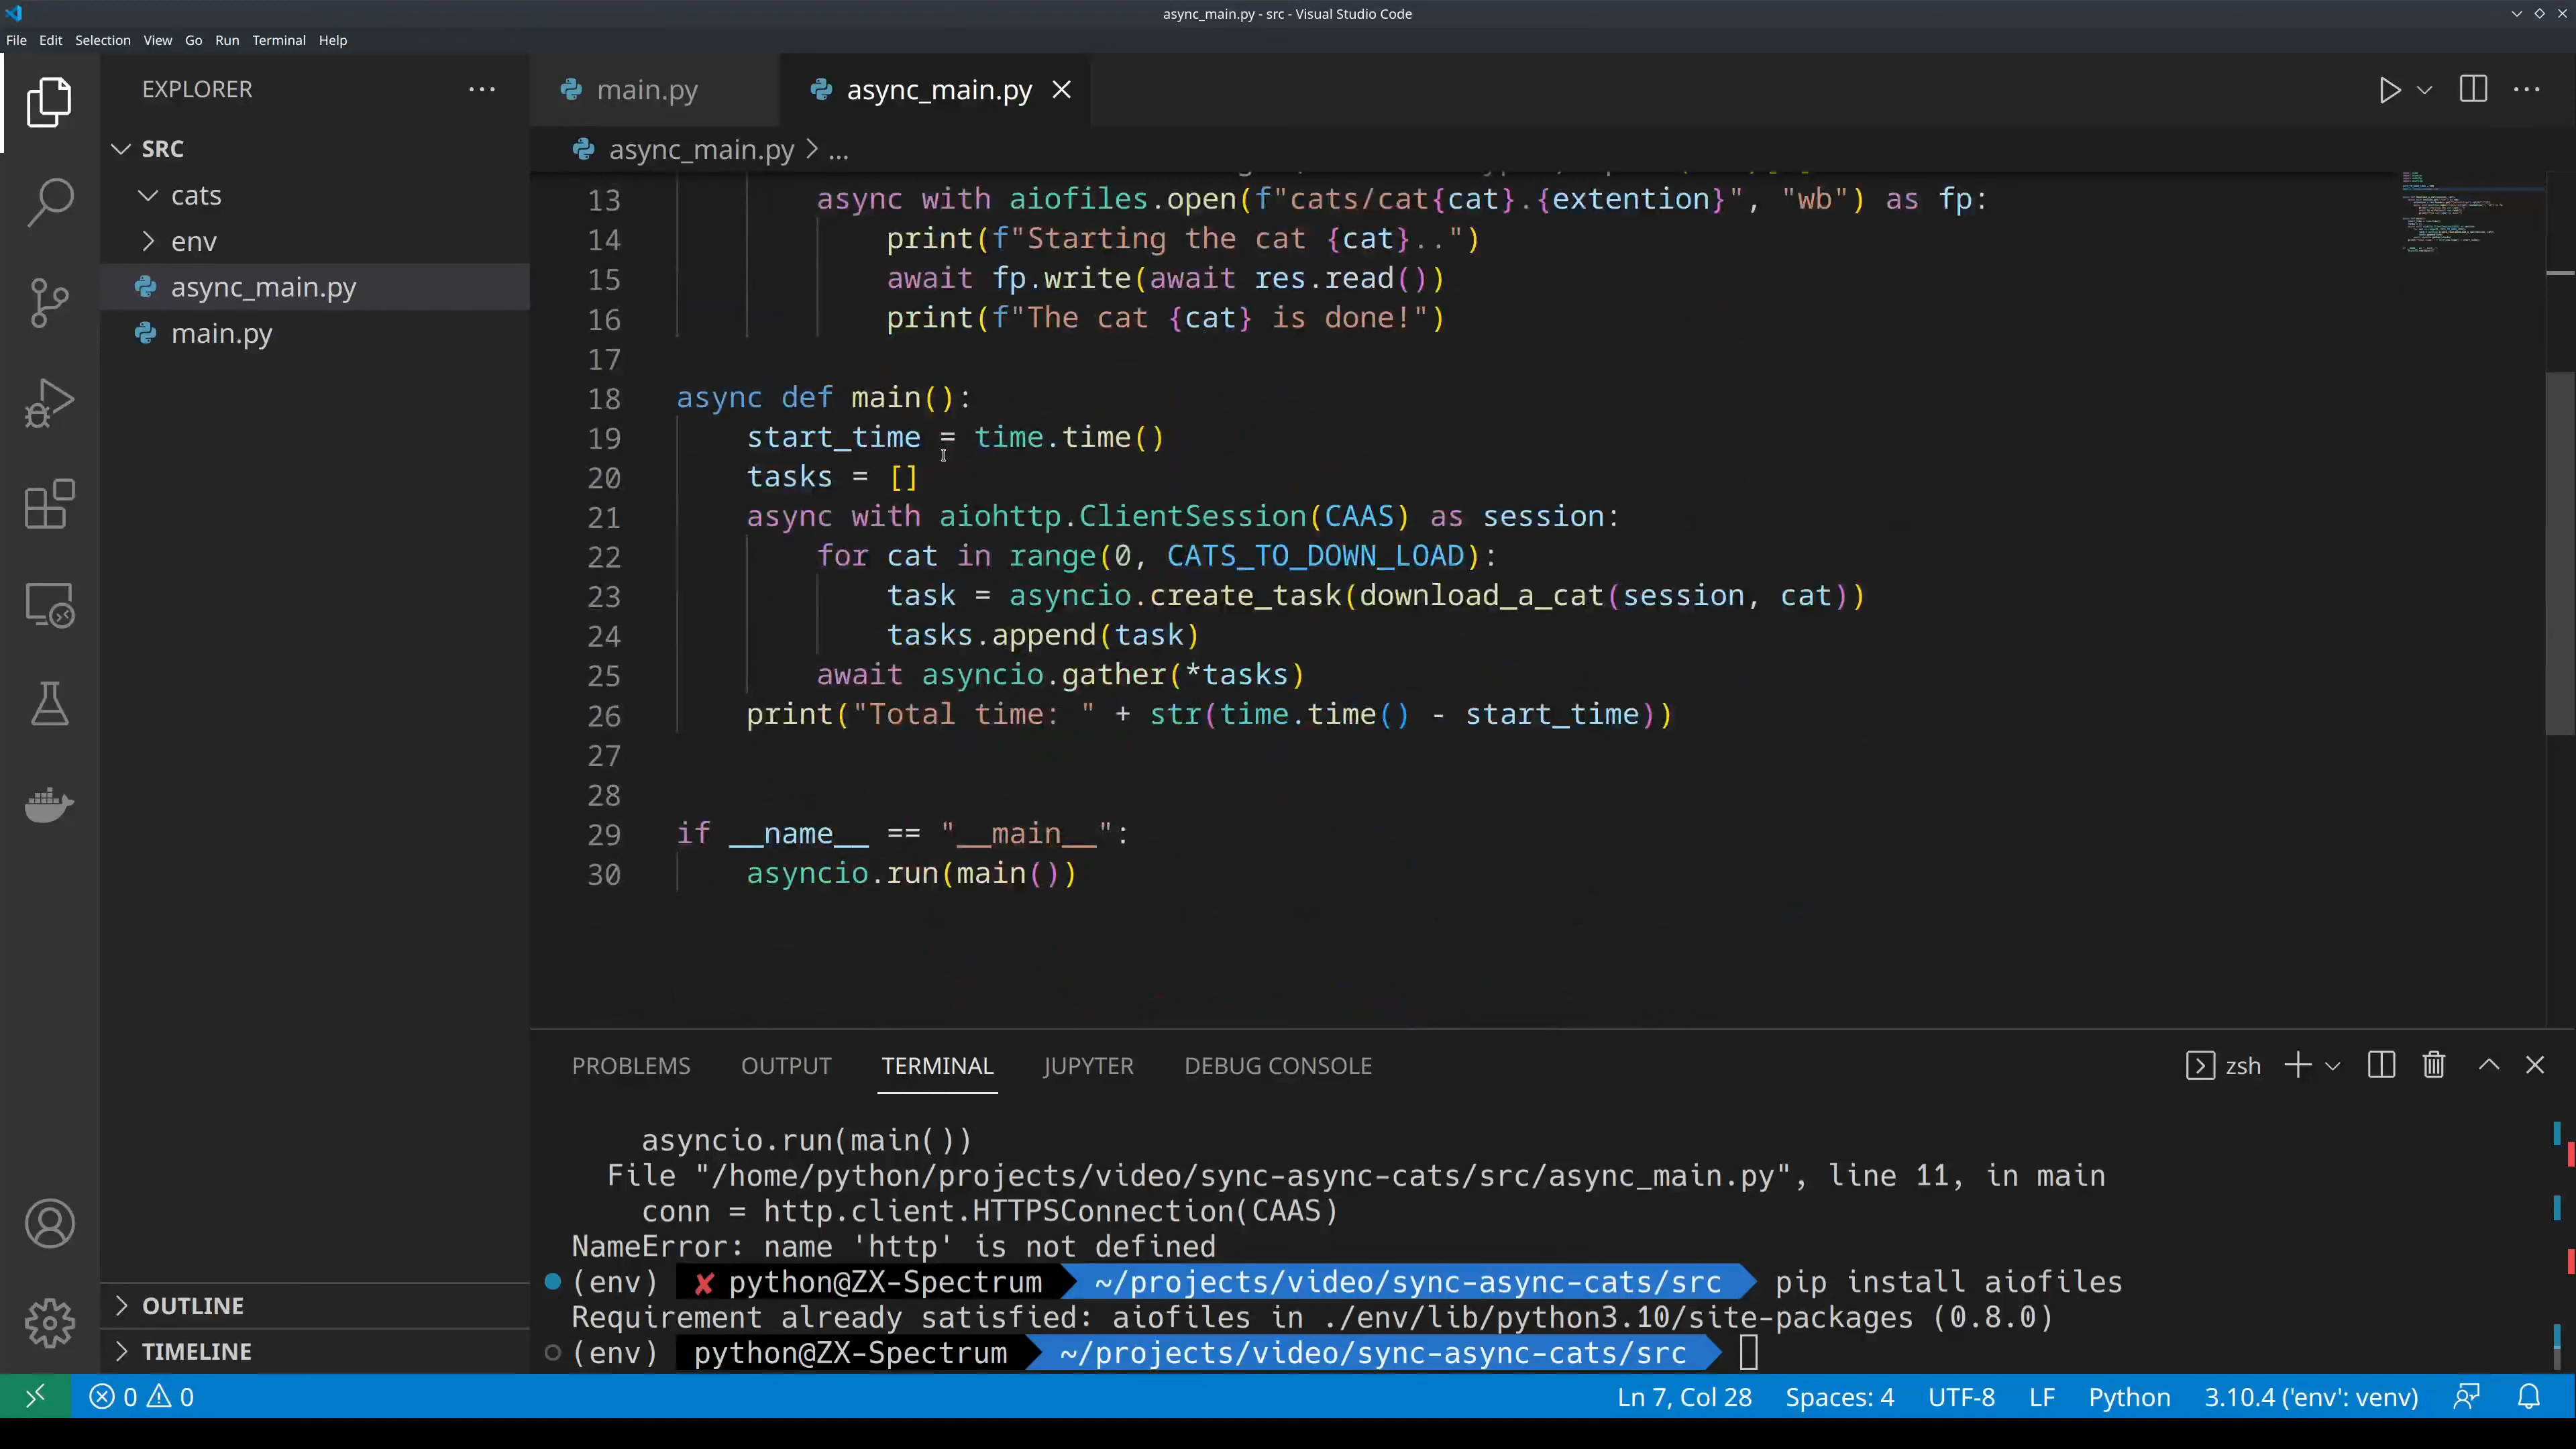 async_main.py - src - Visual Studio Code
File Edit Selection View Go Run Terminal Help
EXPLORER
SRC
cats
env
async_main.py
main.py
OUTLINE
TIMELINE
main.py async_main.py
async_main.py > ...
13 async with aiofiles.open(f"cats/cat{cat}.{extention}", "wb") as fp:
14 print(f"Starting the cat {cat}..")
15 await fp.write(await res.read())
16 print(f"The cat {cat} is done!")
17
18 async def main():
19 start_time = time.time()
20 tasks = []
21 async with aiohttp.ClientSession(CAAS) as session:
22 for cat in range(0, CATS_TO_DOWN_LOAD):
23 task = asyncio.create_task(download_a_cat(session, cat))
24 tasks.append(task)
25 await asyncio.gather(*tasks)
26 print("Total time: " + str(time.time() - start_time))
27
28
29 if __name__ == "__main__":
30 asyncio.run(main())
PROBLEMS OUTPUT TERMINAL JUPYTER DEBUG CONSOLE
zsh
asyncio.run(main())
File "/home/python/projects/video/sync-async-cats/src/async_main.py", line 11, in main
conn = http.client.HTTPSConnection(CAAS)
NameError: name 'http' is not defined
(env) ✘ python@ZX-Spectrum ~/projects/video/sync-async-cats/src pip install aiofiles
Requirement already satisfied: aiofiles in ./env/lib/python3.10/site-packages (0.8.0)
(env) python@ZX-Spectrum ~/projects/video/sync-async-cats/src
0 0 Ln 7, Col 28 Spaces: 4 UTF-8 LF Python 3.10.4 ('env': venv)